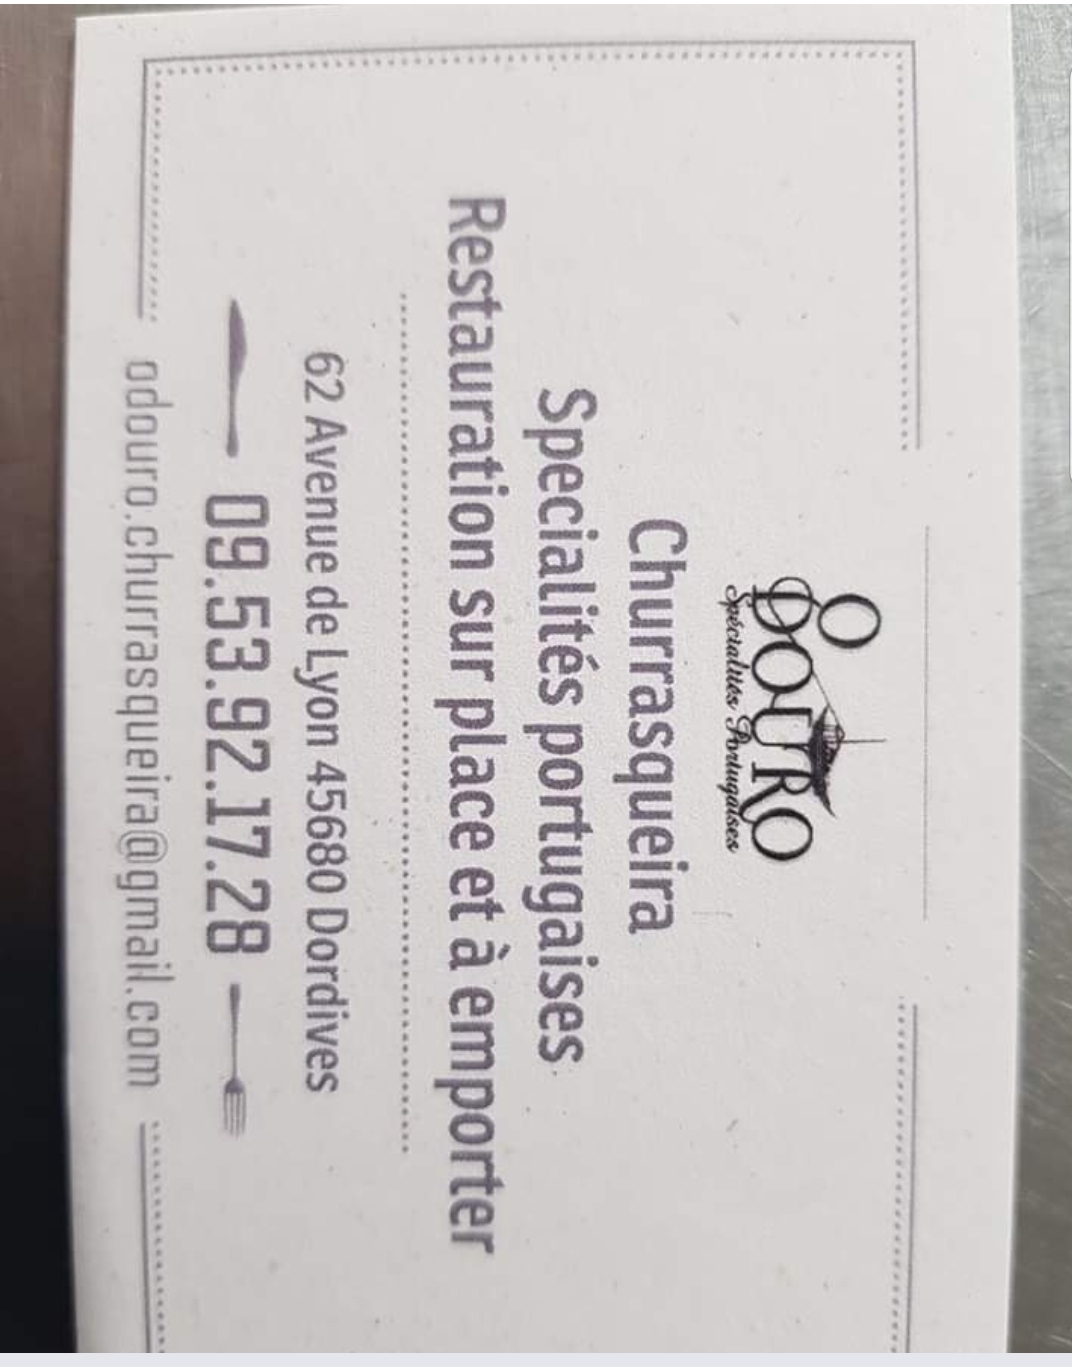 O
DOURO
Spécialités Portugaises
Churrasqueira
Specialités portugaises
Restauration sur place et à emporter
62 Avenue de Lyon 45680 Dordives
09.53.92.17.28
odouro.churrasqueira@gmail.com